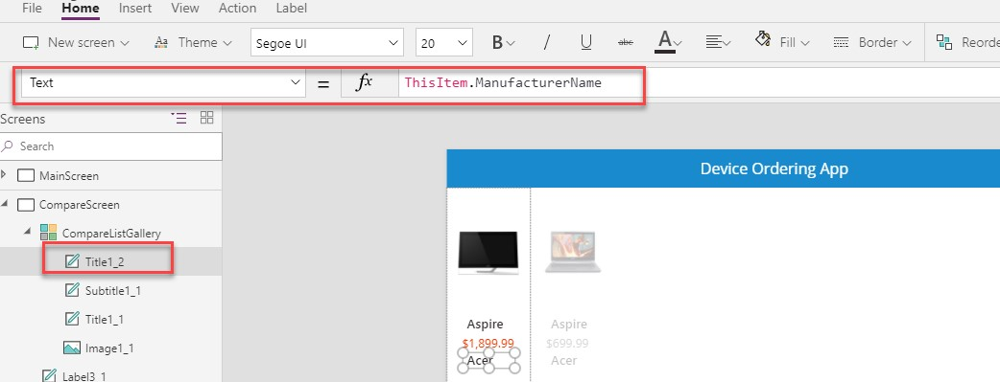 File Home Insert View Action Label
New screen Theme Segoe UI 20 B / U abc A Fill Border Reorde
Text = fx ThisItem.ManufacturerName
Screens
Search
MainScreen
Device Ordering App
CompareScreen
CompareListGallery
Title1_2
Subtitle1_1
Title1_1
Aspire Aspire
Image1_1
$1,899.99 $699.99
Acer Acer
Label3_1